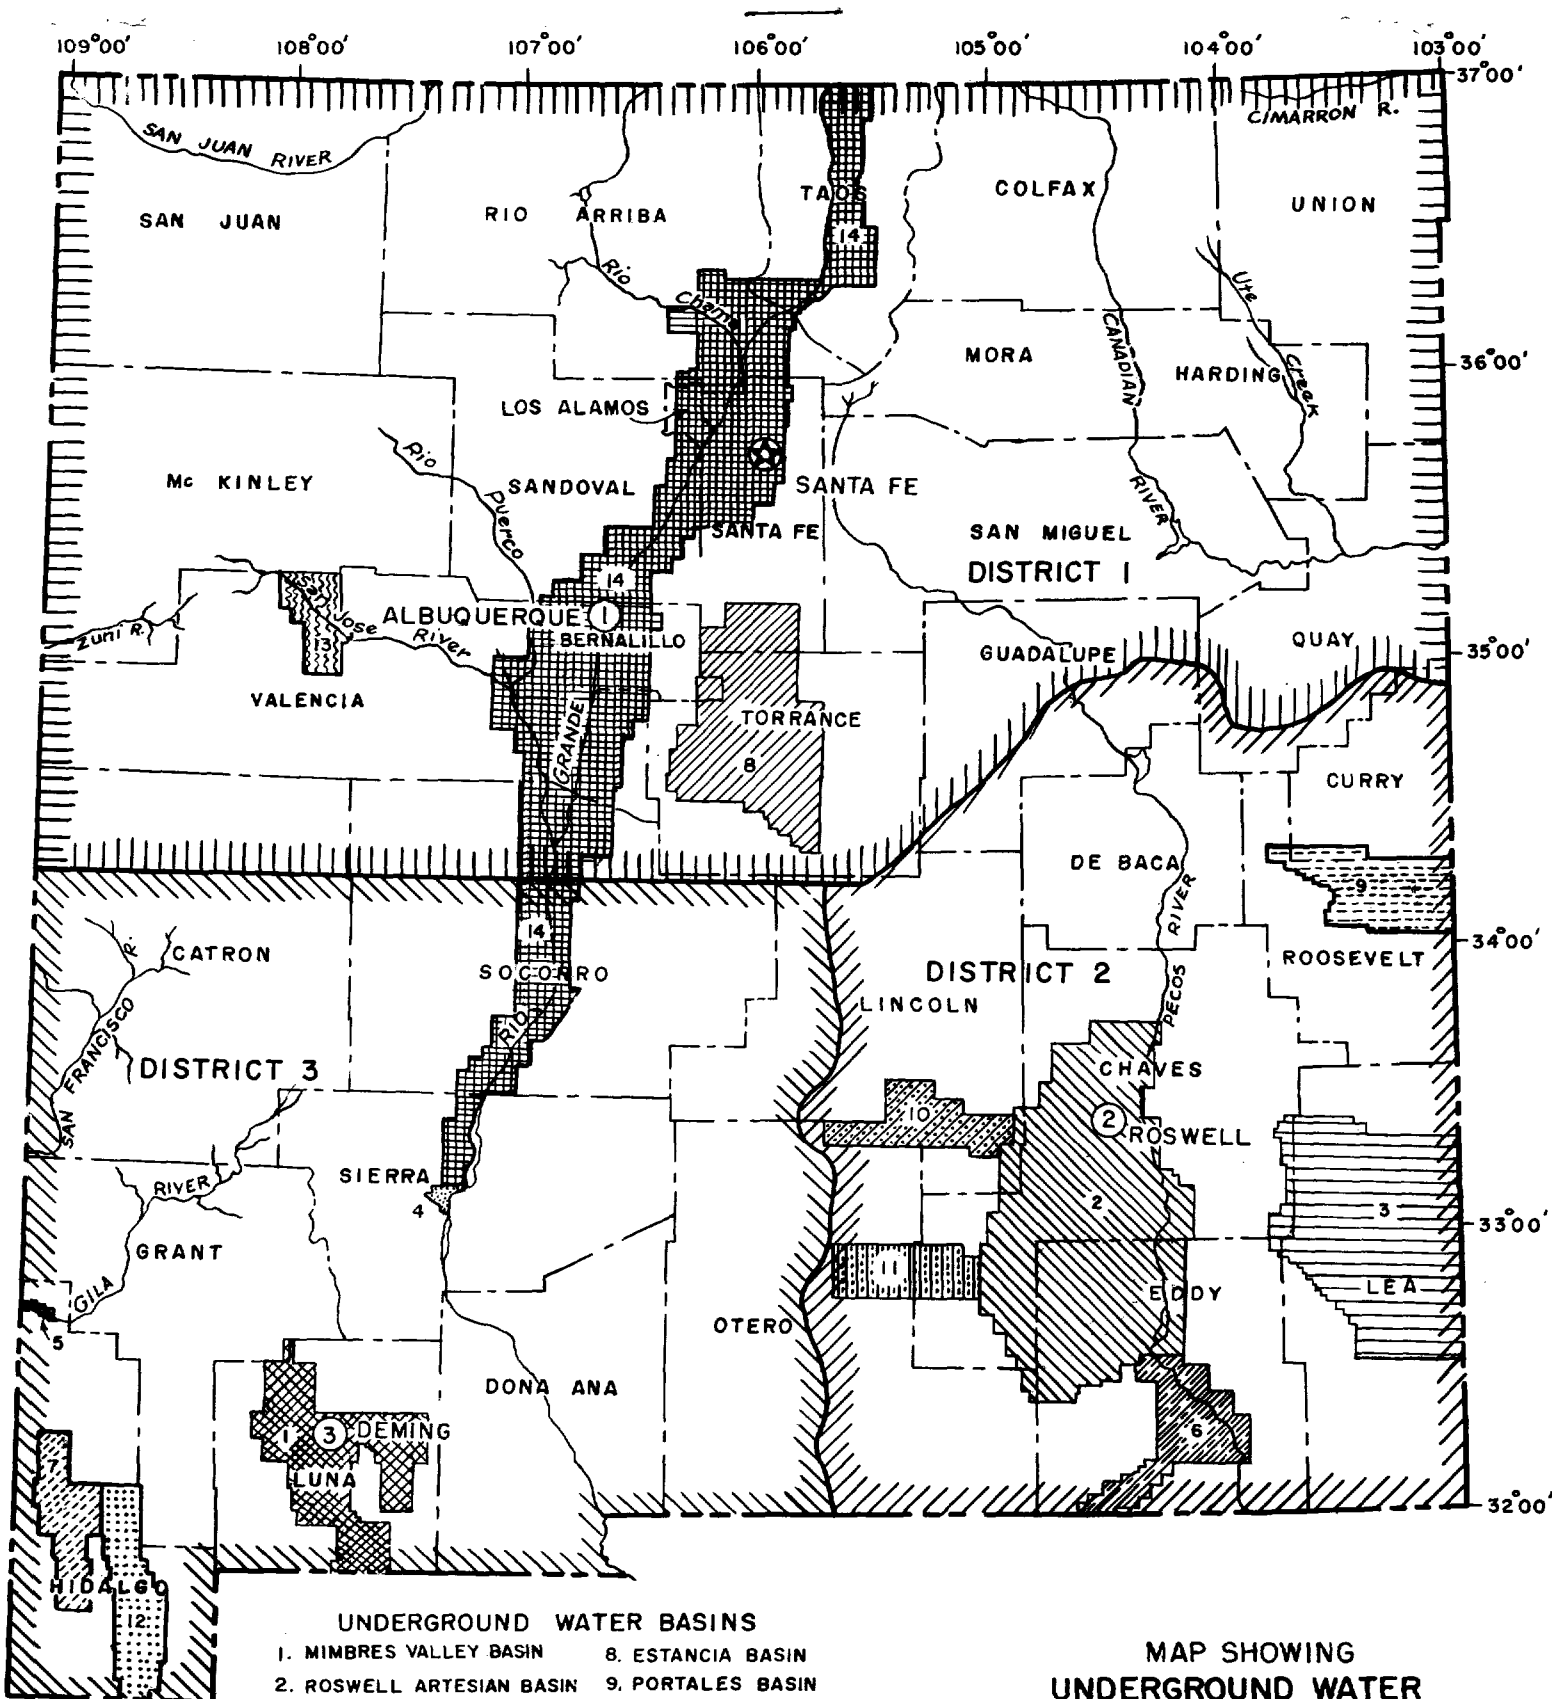 109°00' 108°00' 107°00' 106°00' 105°00' 104°00' 103°00'
37°00'
CIMARRON R.
SAN JUAN RIVER
TAOS
COLFAX
UNION
SAN JUAN
RIO ARRIBA
14
Rio
Chama
Ute
Creek
CANADIAN
RIVER
36°00'
MORA
HARDING
LOS ALAMOS
Rio
Puerco
Mc KINLEY
SANDOVAL
SANTA FE
SANTA FE
SAN MIGUEL
DISTRICT 1
14
San
Jose
River
ALBUQUERQUE 1
Zuni R.
13
BERNALILLO
QUAY
GUADALUPE
35°00'
VALENCIA
GRANDE
TORRANCE
8
CURRY
DE BACA
RIVER
9
14
CATRON
R.
SOCORRO
34°00'
ROOSEVELT
DISTRICT 2
LINCOLN
PECOS
RIO
SAN FRANCISCO
DISTRICT 3
CHAVES
10
2 ROSWELL
SIERRA
RIVER
4
2
3
33°00'
GRANT
GILA
11
EDDY
LEA
5
OTERO
DONA ANA
1 3 DEMING
6
7
LUNA
32°00'
HIDALGO
12
UNDERGROUND WATER BASINS
1. MIMBRES VALLEY BASIN 8. ESTANCIA BASIN
2. ROSWELL ARTESIAN BASIN 9. PORTALES BASIN
MAP SHOWING
UNDERGROUND WATER